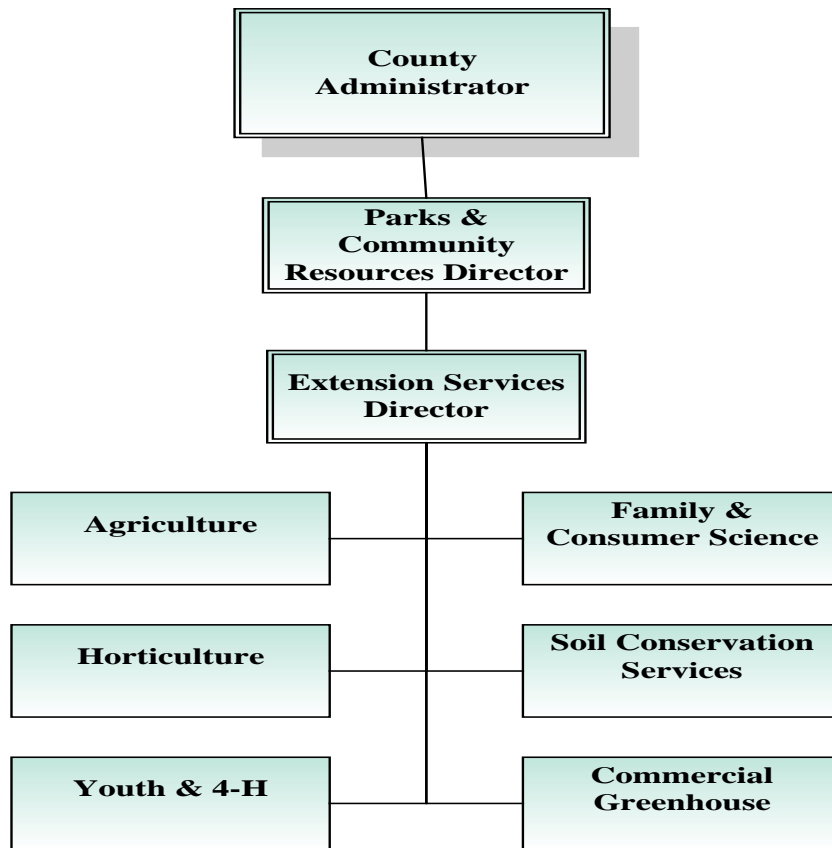 County
Administrator
Parks &
Community
Resources Director
Extension Services
Director
Agriculture
Family &
Consumer Science
Horticulture
Soil Conservation
Services
Youth & 4-H
Commercial
Greenhouse